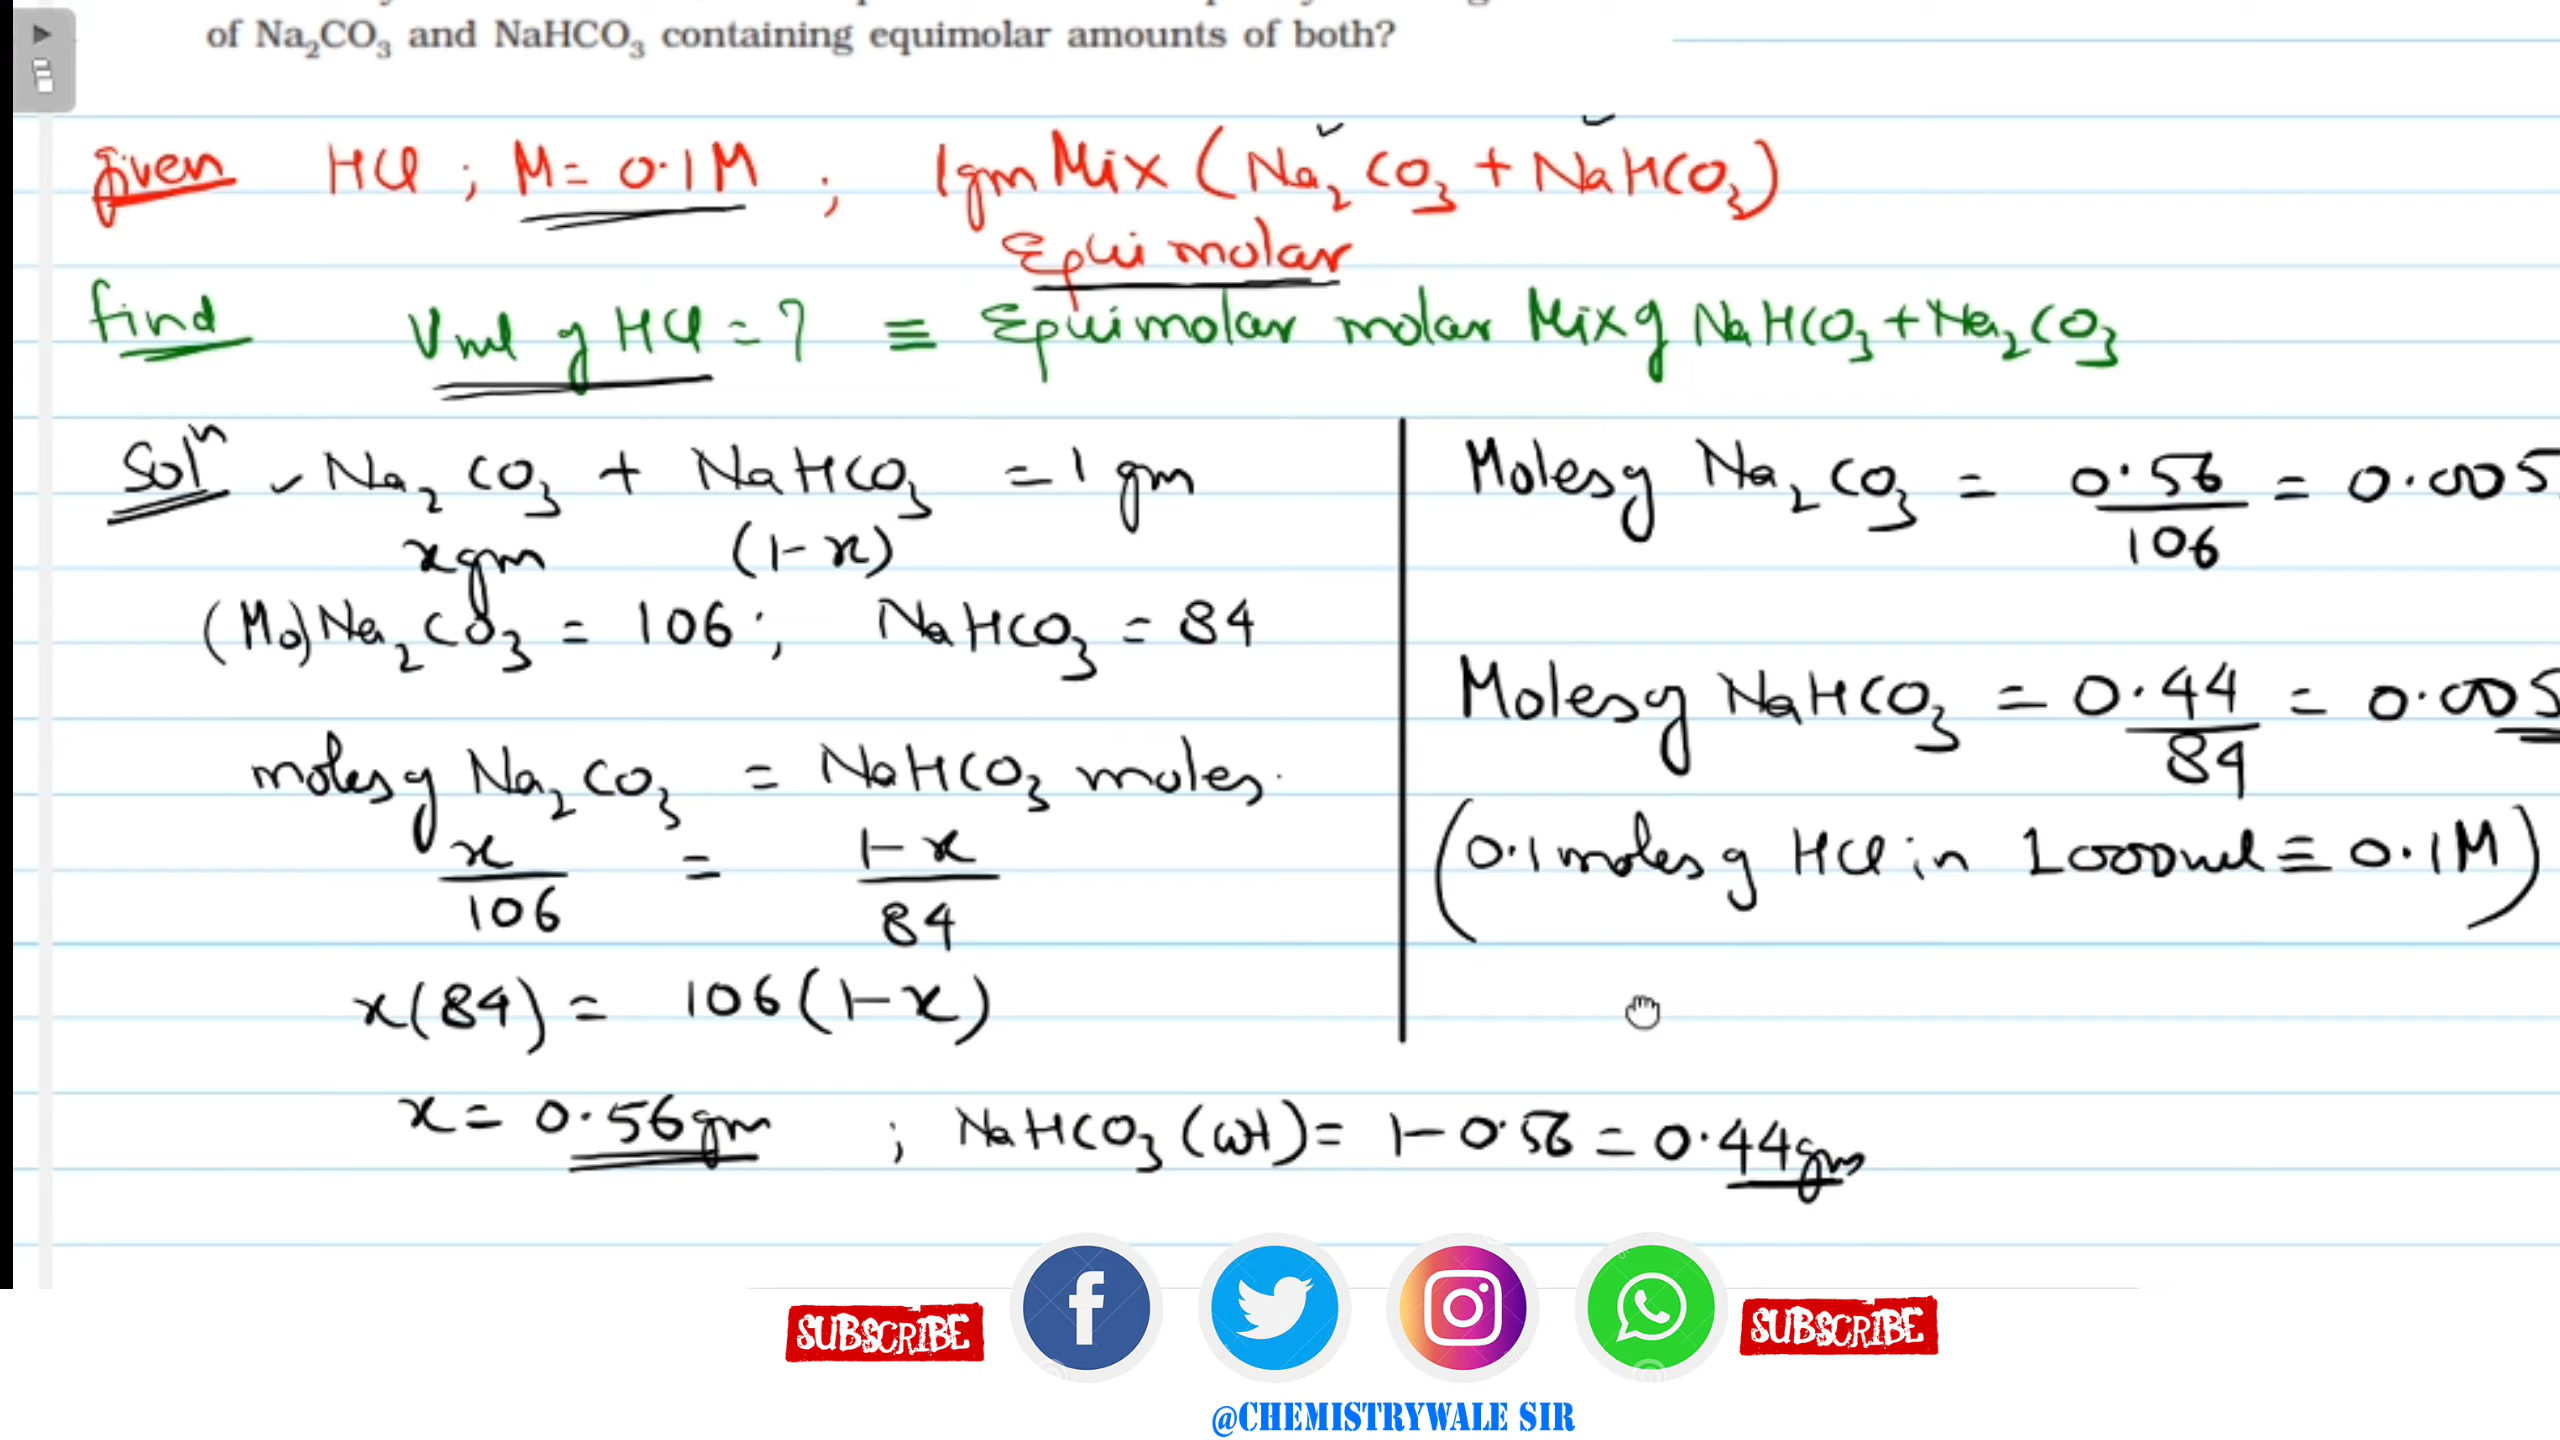 of Na₂CO₃ and NaHCO₃ containing equimolar amounts of both?
given HCl ; M = 0.1M ; 1gm Mix (Na₂CO₃ + NaHCO₃)
Equimolar
find Vml of HCl = ? ≡ Equimolar molar Mix of NaHCO₃ + Na₂CO₃
Solⁿ Na₂CO₃ + NaHCO₃ = 1 gm
x gm (1-x)
(Mo) Na₂CO₃ = 106 ; NaHCO₃ = 84
moles of Na₂CO₃ = NaHCO₃ moles.
x/106 = 1-x/84
x(84) = 106(1-x)
x = 0.56gm ; NaHCO₃ (wt) = 1-0.56 = 0.44gm
Moles of Na₂CO₃ = 0.56/106 = 0.005
Moles of NaHCO₃ = 0.44/84 = 0.005
(0.1 moles of HCl in 1000ml ≡ 0.1M)
SUBSCRIBE SUBSCRIBE
@CHEMISTRYWALE SIR